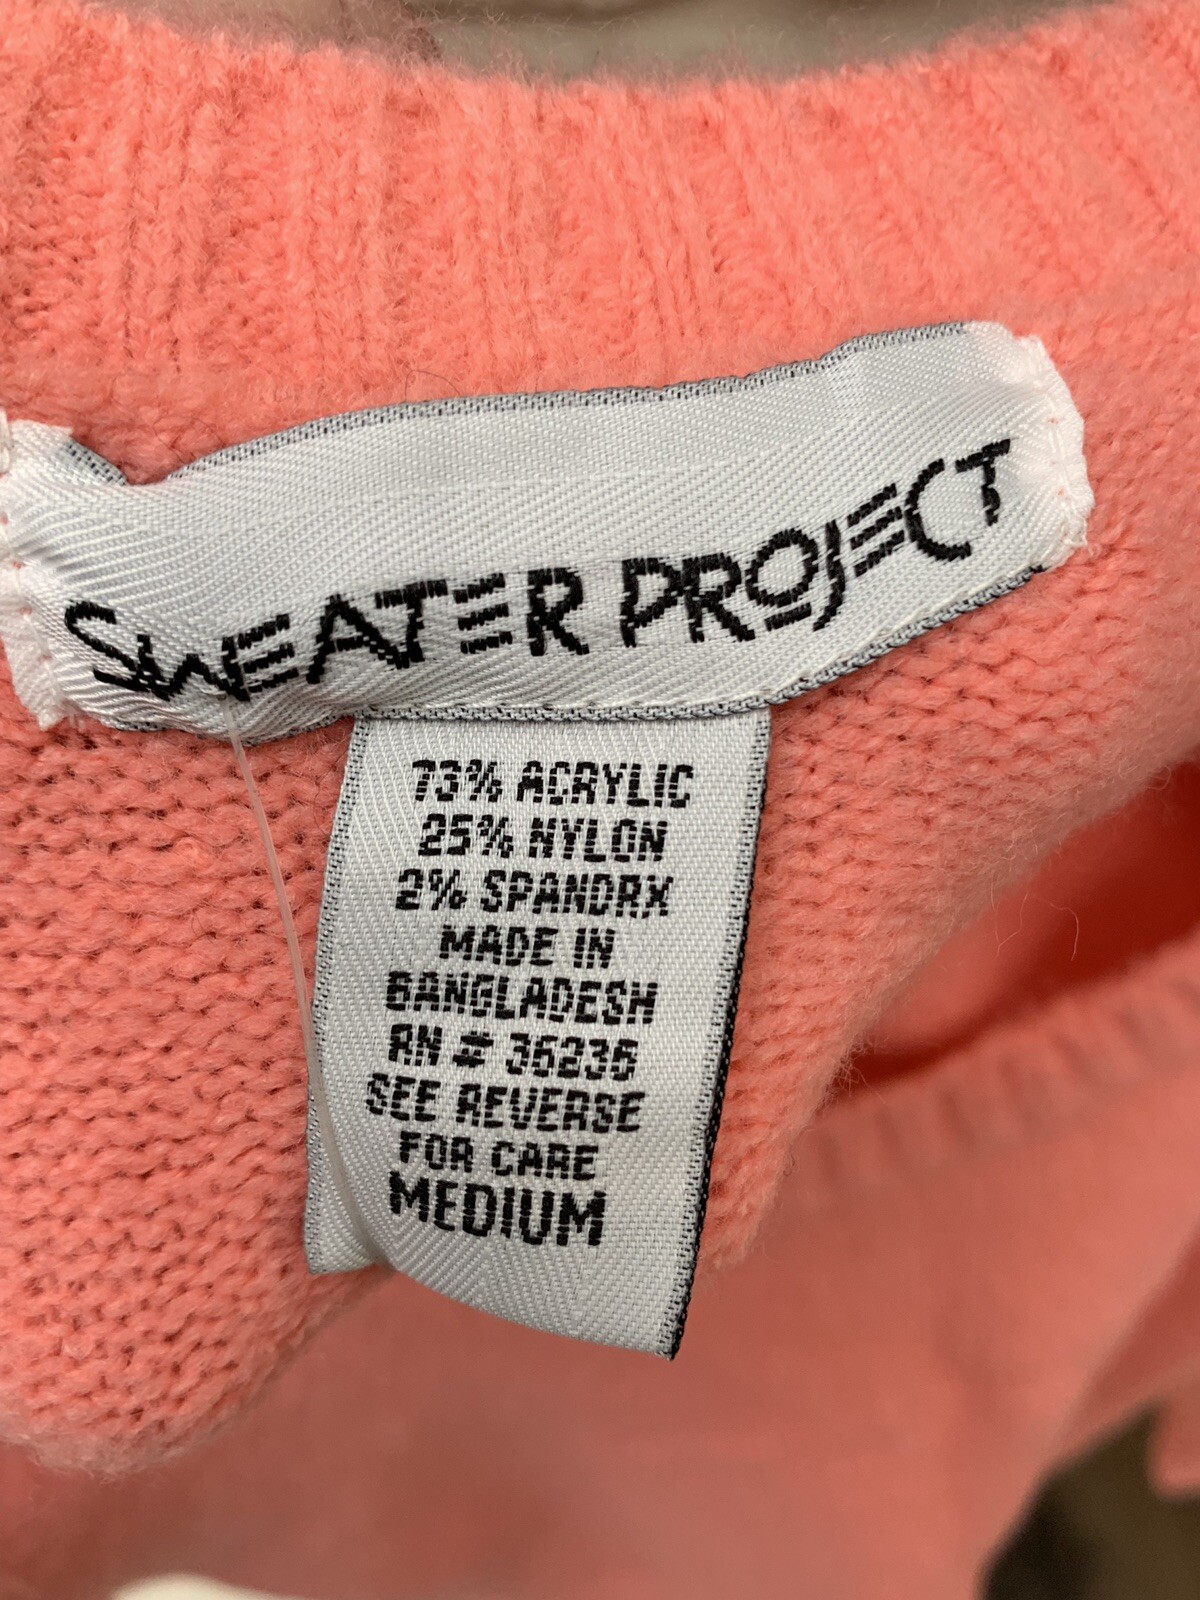 SWEATER PROJECT
73% ACRYLIC
25% NYLON
2% SPANDRX
MADE IN
BANGLADESH
RN # 36236
SEE REVERSE
FOR CARE
MEDIUM